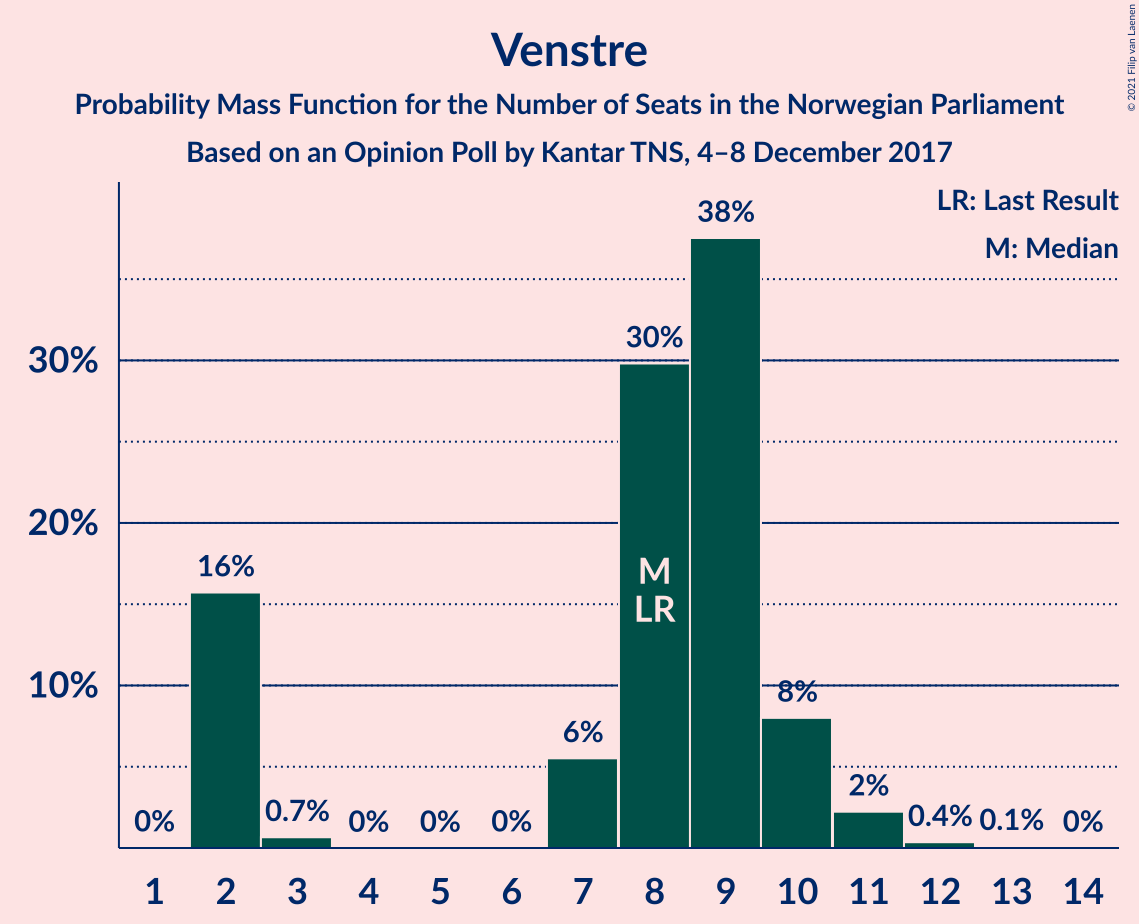 © 2021 Filip van Laenen
Venstre
Probability Mass Function for the Number of Seats in the Norwegian Parliament
Based on an Opinion Poll by Kantar TNS, 4–8 December 2017
LR: Last Result
M: Median
38%
30%
30%
20%
16%
M
LR
10%
8%
6%
2%
0%
0.7%
0%
0%
0%
0.4%
0.1%
0%
1 2 3 4 5 6 7 8 9 10 11 12 13 14